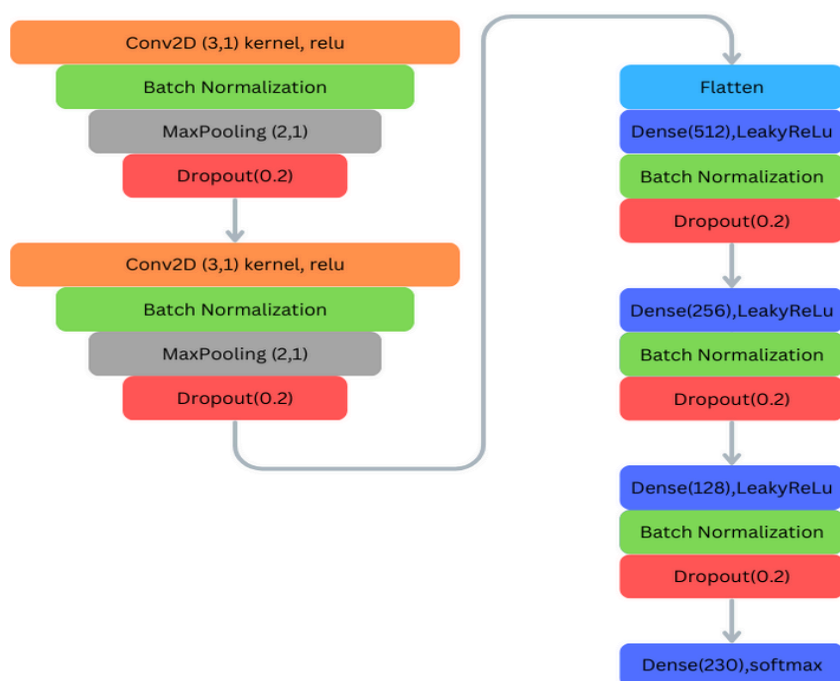 Conv2D (3,1) kernel, relu
Batch Normalization
MaxPooling (2,1)
Dropout(0.2)
Conv2D (3,1) kernel, relu
Batch Normalization
MaxPooling (2,1)
Dropout(0.2)
Flatten
Dense(512),LeakyReLu
Batch Normalization
Dropout(0.2)
Dense(256),LeakyReLu
Batch Normalization
Dropout(0.2)
Dense(128),LeakyReLu
Batch Normalization
Dropout(0.2)
Dense(230),softmax